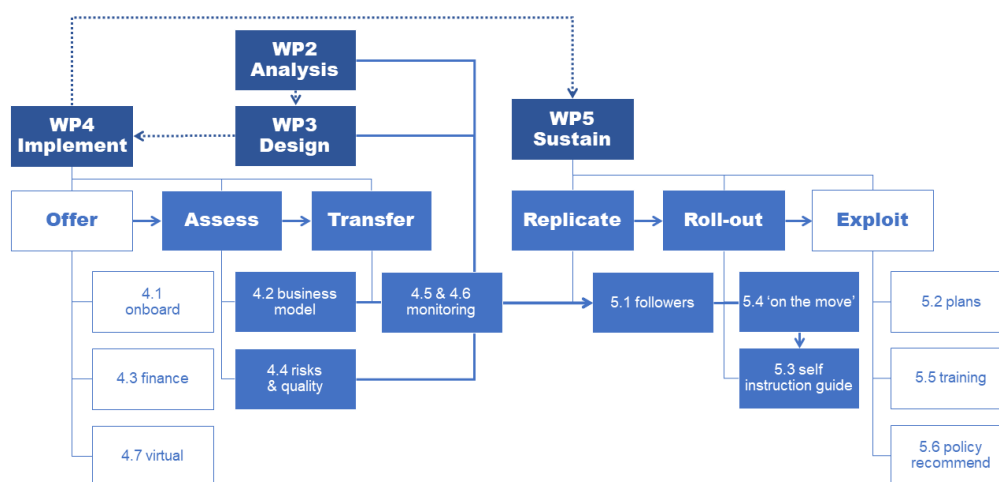 WP2
Analysis
WP4
Implement
WP3
Design
WP5
Sustain
Offer
Assess
Transfer
Replicate
Roll-out
Exploit
4.1
onboard
4.2 business
model
4.5 & 4.6
monitoring
5.1 followers
5.4 ‘on the move’
5.2 plans
4.3 finance
4.4 risks
& quality
5.3 self
instruction guide
5.5 training
4.7 virtual
5.6 policy
recommend